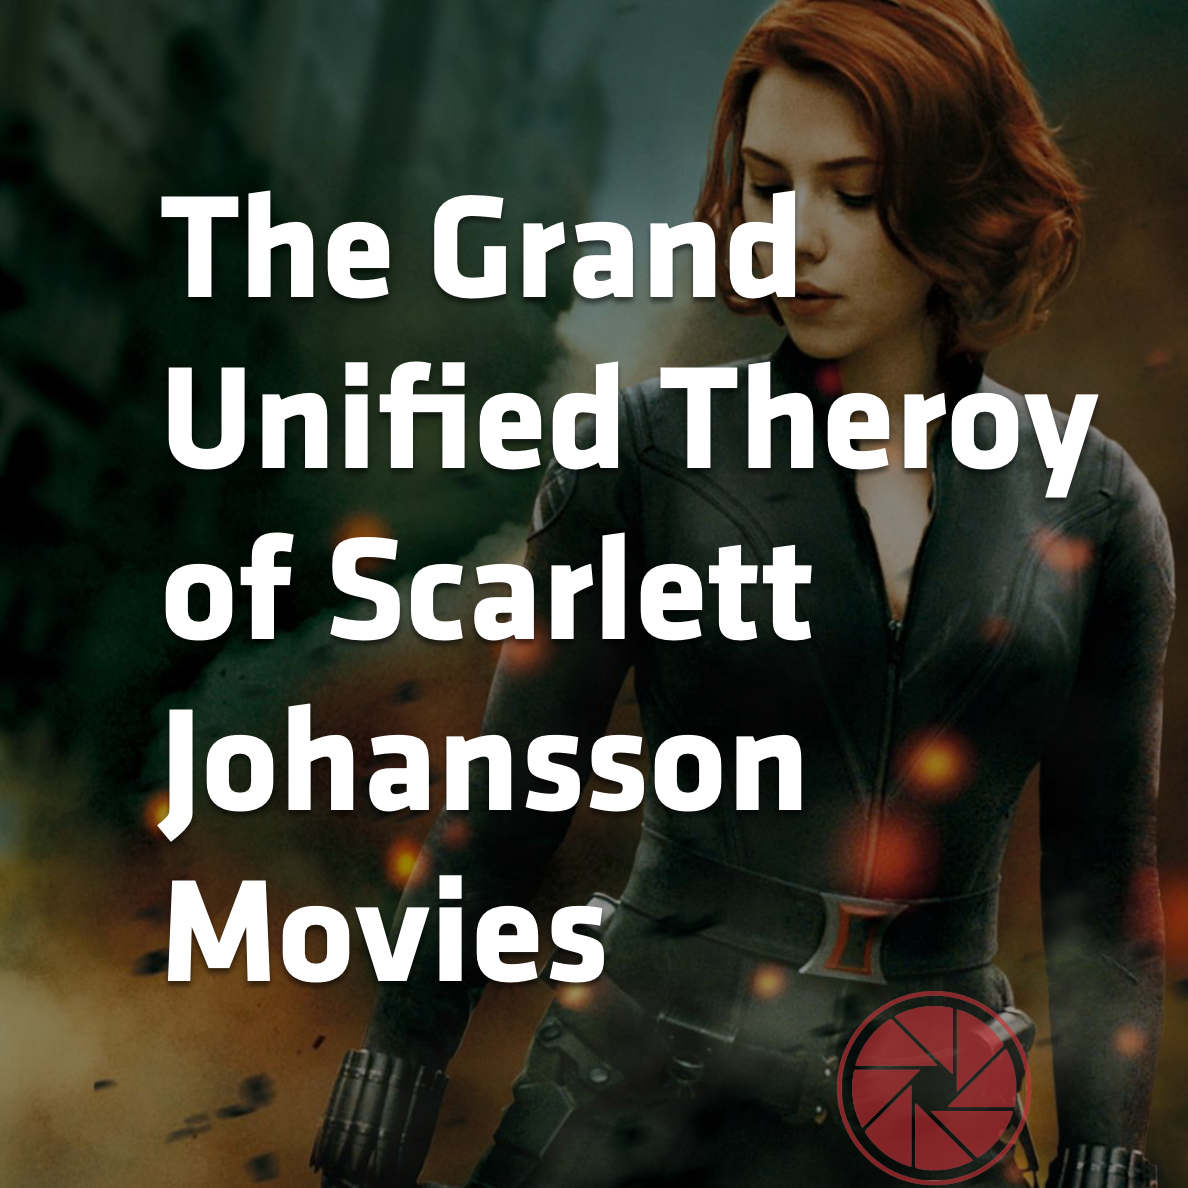 The Grand
Unified Theroy
of Scarlett
Johansson
Movies